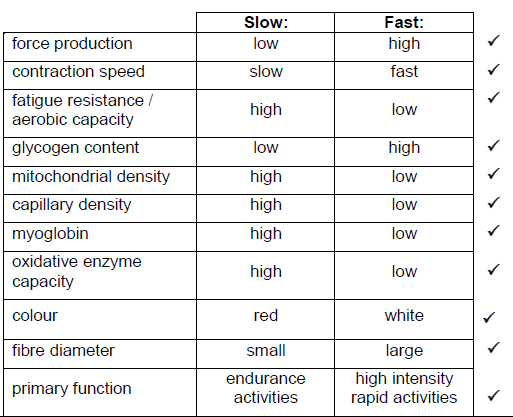 Slow: Fast:
force production low high ✓
contraction speed slow fast ✓
fatigue resistance /
aerobic capacity high low ✓
glycogen content low high ✓
mitochondrial density high low ✓
capillary density high low ✓
myoglobin high low ✓
oxidative enzyme
capacity high low ✓
colour red white ✓
fibre diameter small large ✓
primary function endurance
activities high intensity
rapid activities ✓